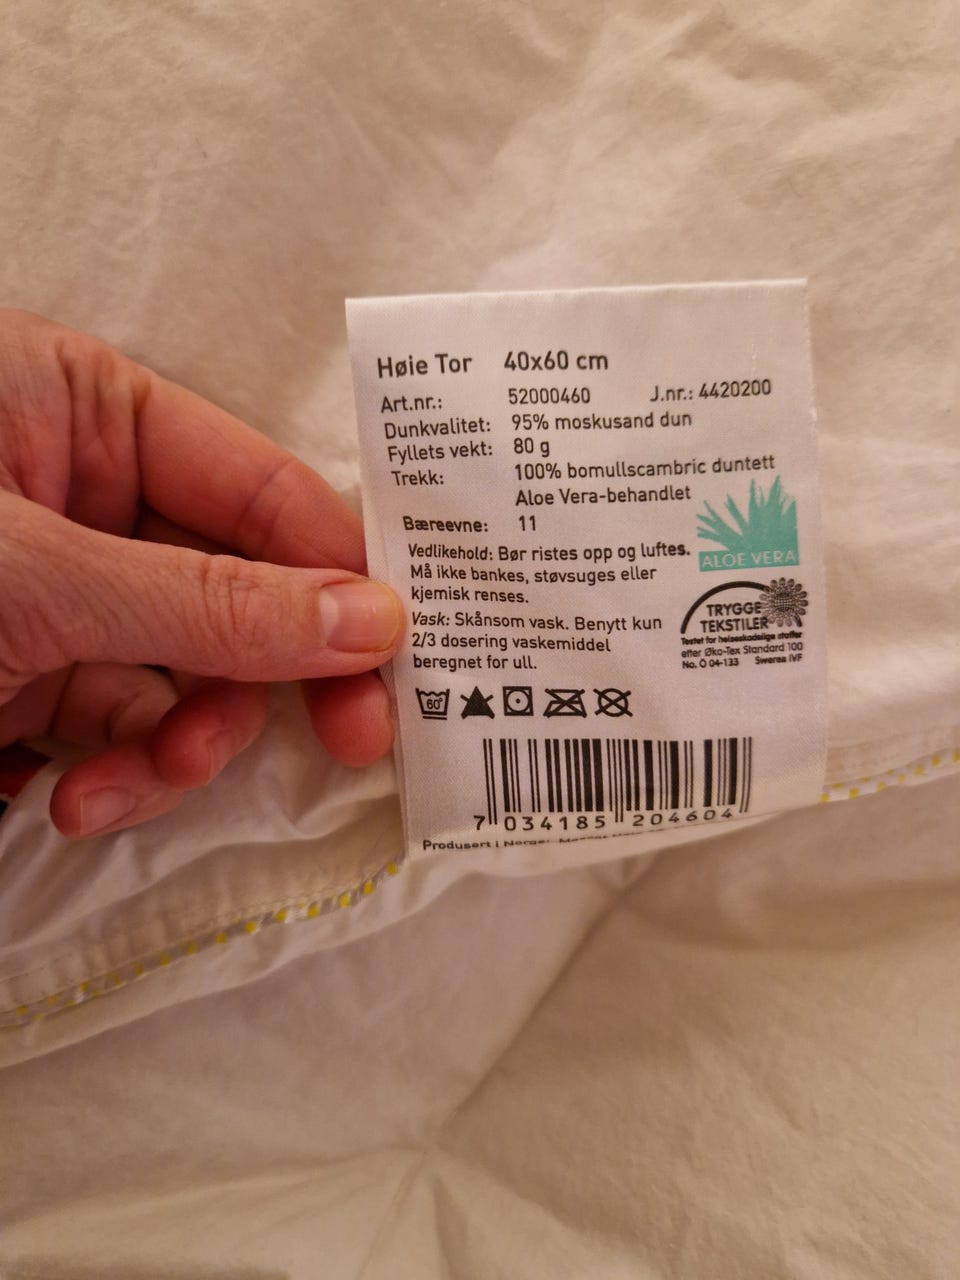 Høie Tor 40x60 cm
Art.nr.: 52000460 J.nr.: 4420200
Dunkvalitet: 95% moskusand dun
Fyllets vekt: 80 g
Trekk: 100% bomullscambric duntett
Aloe Vera-behandlet
Bæreevne: 11
ALOE VERA
Vedlikehold: Bør ristes opp og luftes.
Må ikke bankes, støvsuges eller
kjemisk renses.
Vask: Skånsom vask. Benytt kun
2/3 dosering vaskemiddel
beregnet for ull.
TRYGGE
TEKSTILER
Testet for helseskadelige stoffer
etter Øko-Tex Standard 100
No. O 04-133 Swerea IVF
60°
7 034185 204604
Produsert i Norge: